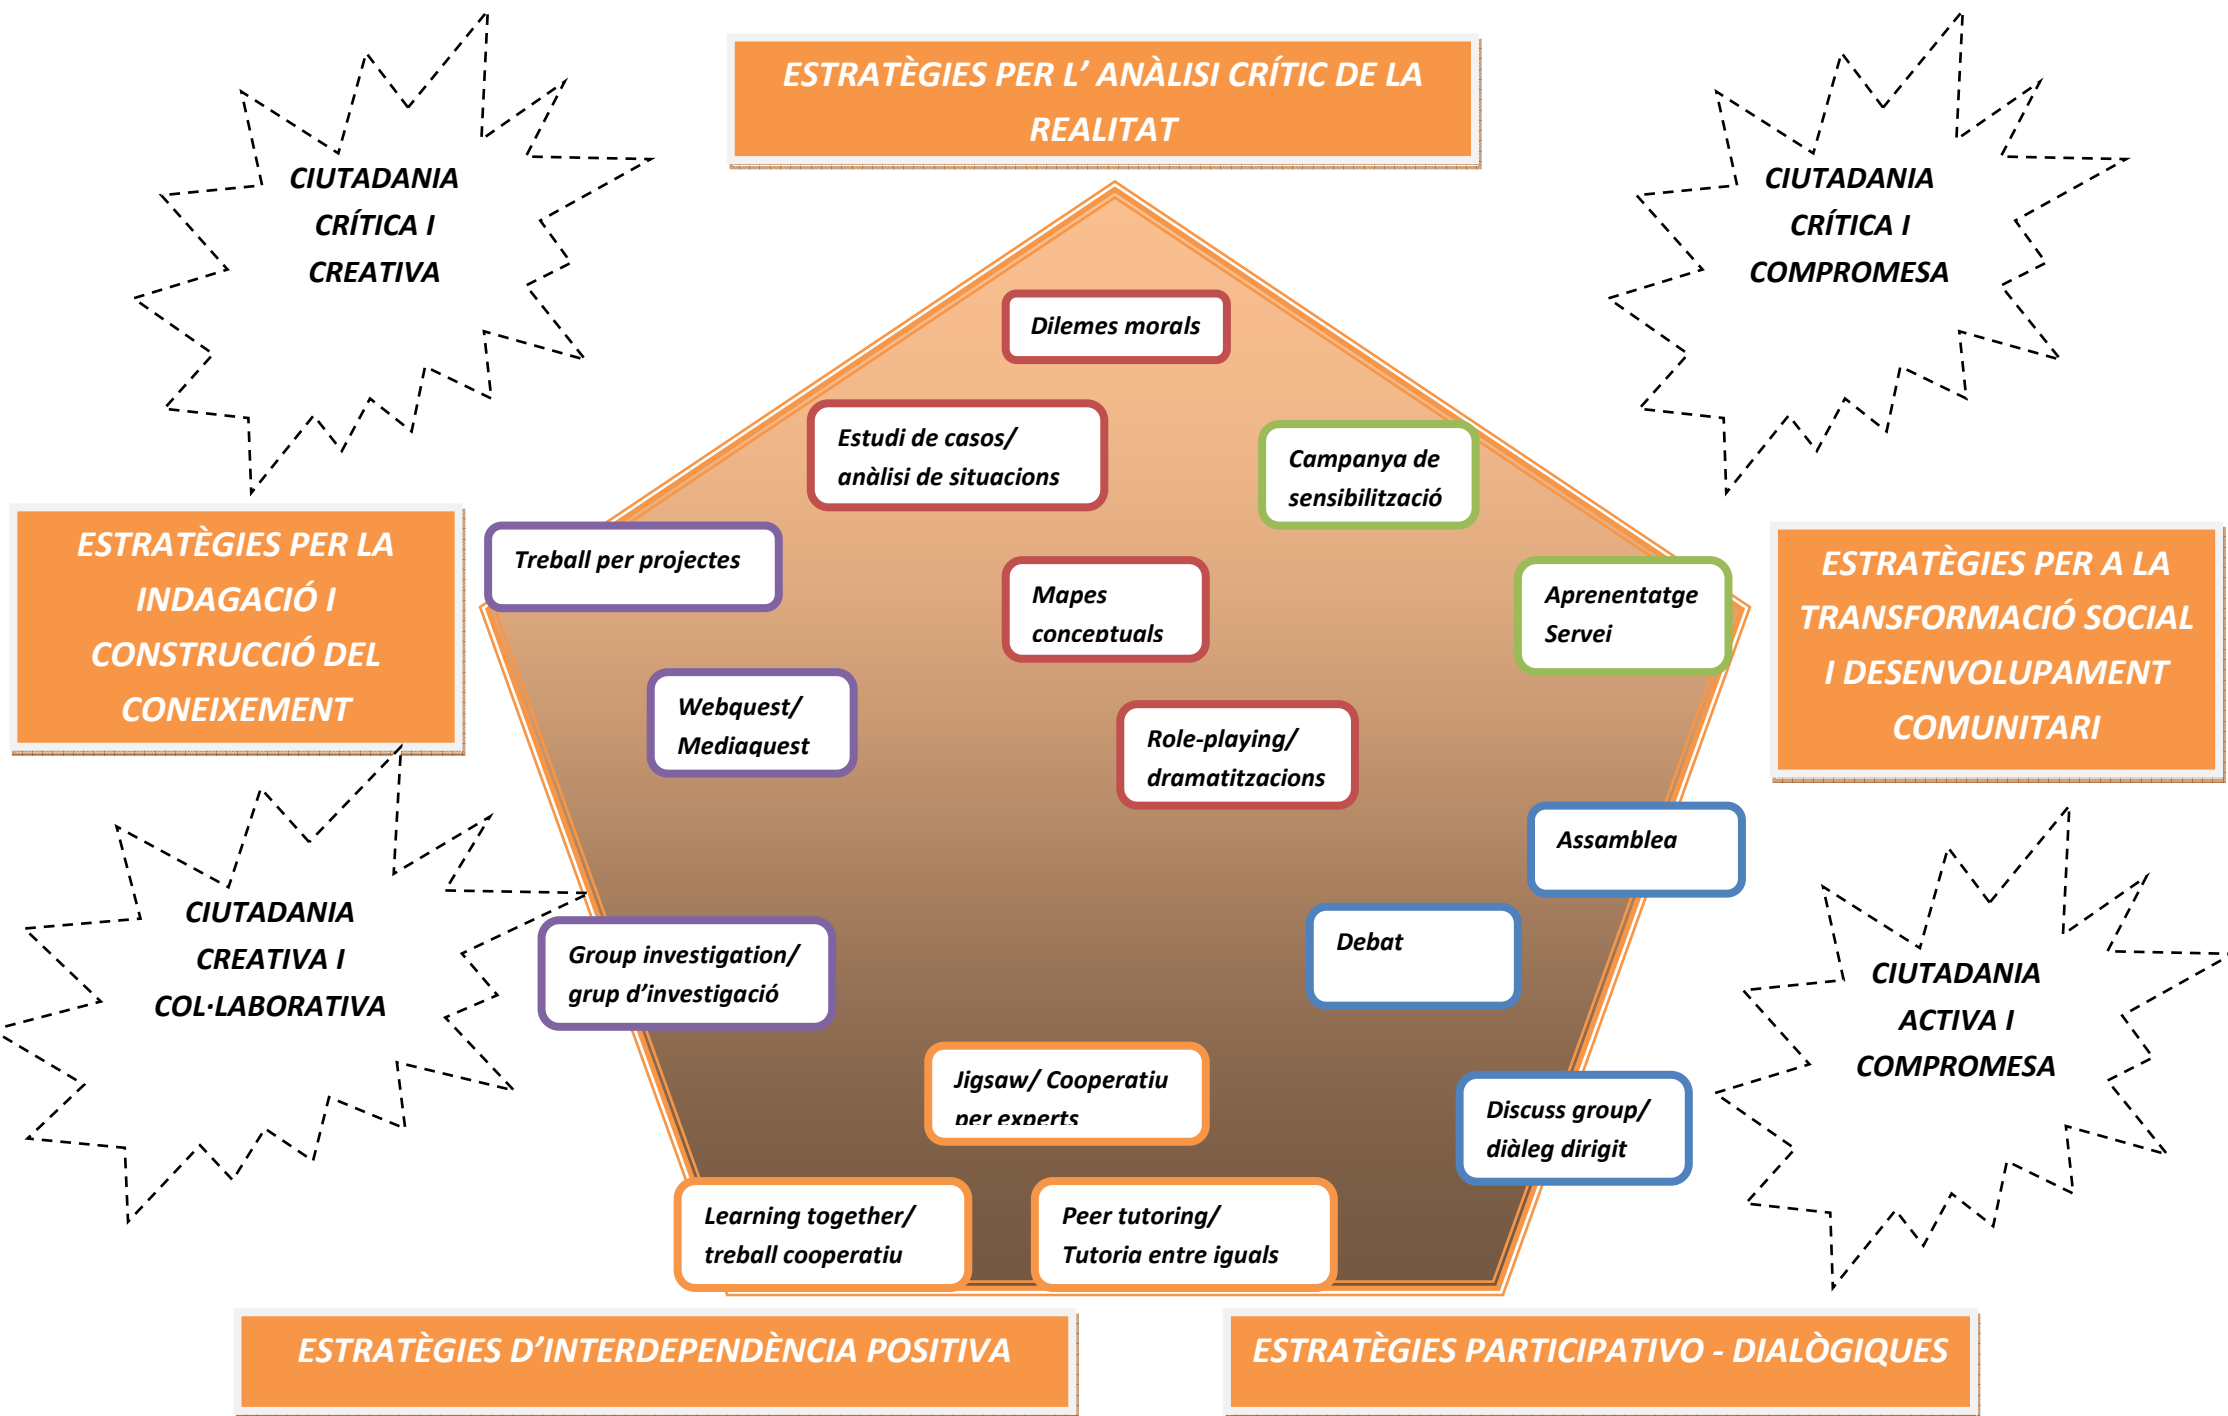 ESTRATÈGIES PER L’ ANÀLISI CRÍTIC DE LA
REALITAT
CIUTADANIA
CRÍTICA I
CREATIVA
CIUTADANIA
CRÍTICA I
COMPROMESA
Dilemes morals
Estudi de casos/
anàlisi de situacions
Campanya de
sensibilització
ESTRATÈGIES PER LA
INDAGACIÓ I
CONSTRUCCIÓ DEL
CONEIXEMENT
Treball per projectes
Mapes
conceptuals
Aprenentatge
Servei
ESTRATÈGIES PER A LA
TRANSFORMACIÓ SOCIAL
I DESENVOLUPAMENT
COMUNITARI
Webquest/
Mediaquest
Role-playing/
dramatitzacions
Assamblea
CIUTADANIA
CREATIVA I
COL·LABORATIVA
Group investigation/
grup d’investigació
Debat
CIUTADANIA
ACTIVA I
COMPROMESA
Jigsaw/ Cooperatiu
per experts
Discuss group/
diàleg dirigit
Learning together/
treball cooperatiu
Peer tutoring/
Tutoria entre iguals
ESTRATÈGIES D’INTERDEPENDÈNCIA POSITIVA
ESTRATÈGIES PARTICIPATIVO - DIALÒGIQUES